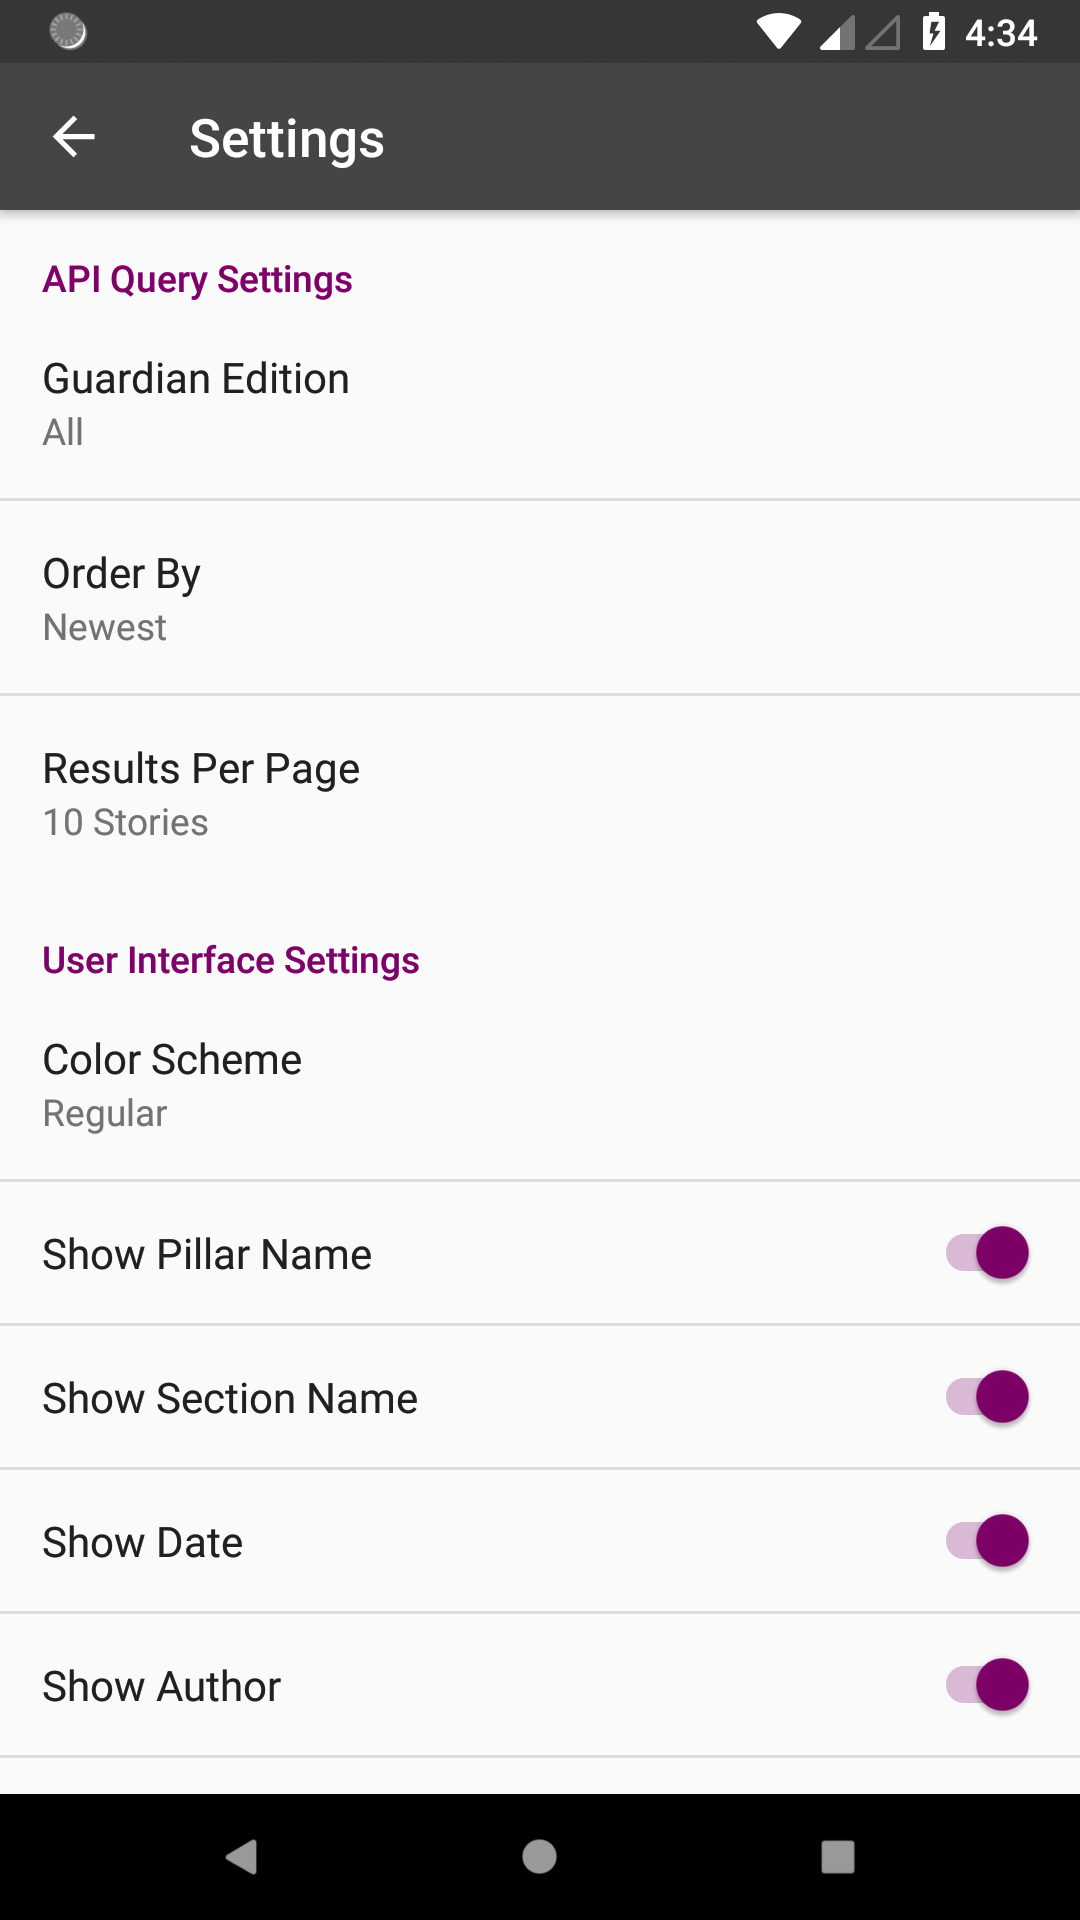 4:34
Settings
API Query Settings
Guardian Edition
All
Order By
Newest
Results Per Page
10 Stories
User Interface Settings
Color Scheme
Regular
Show Pillar Name
Show Section Name
Show Date
Show Author